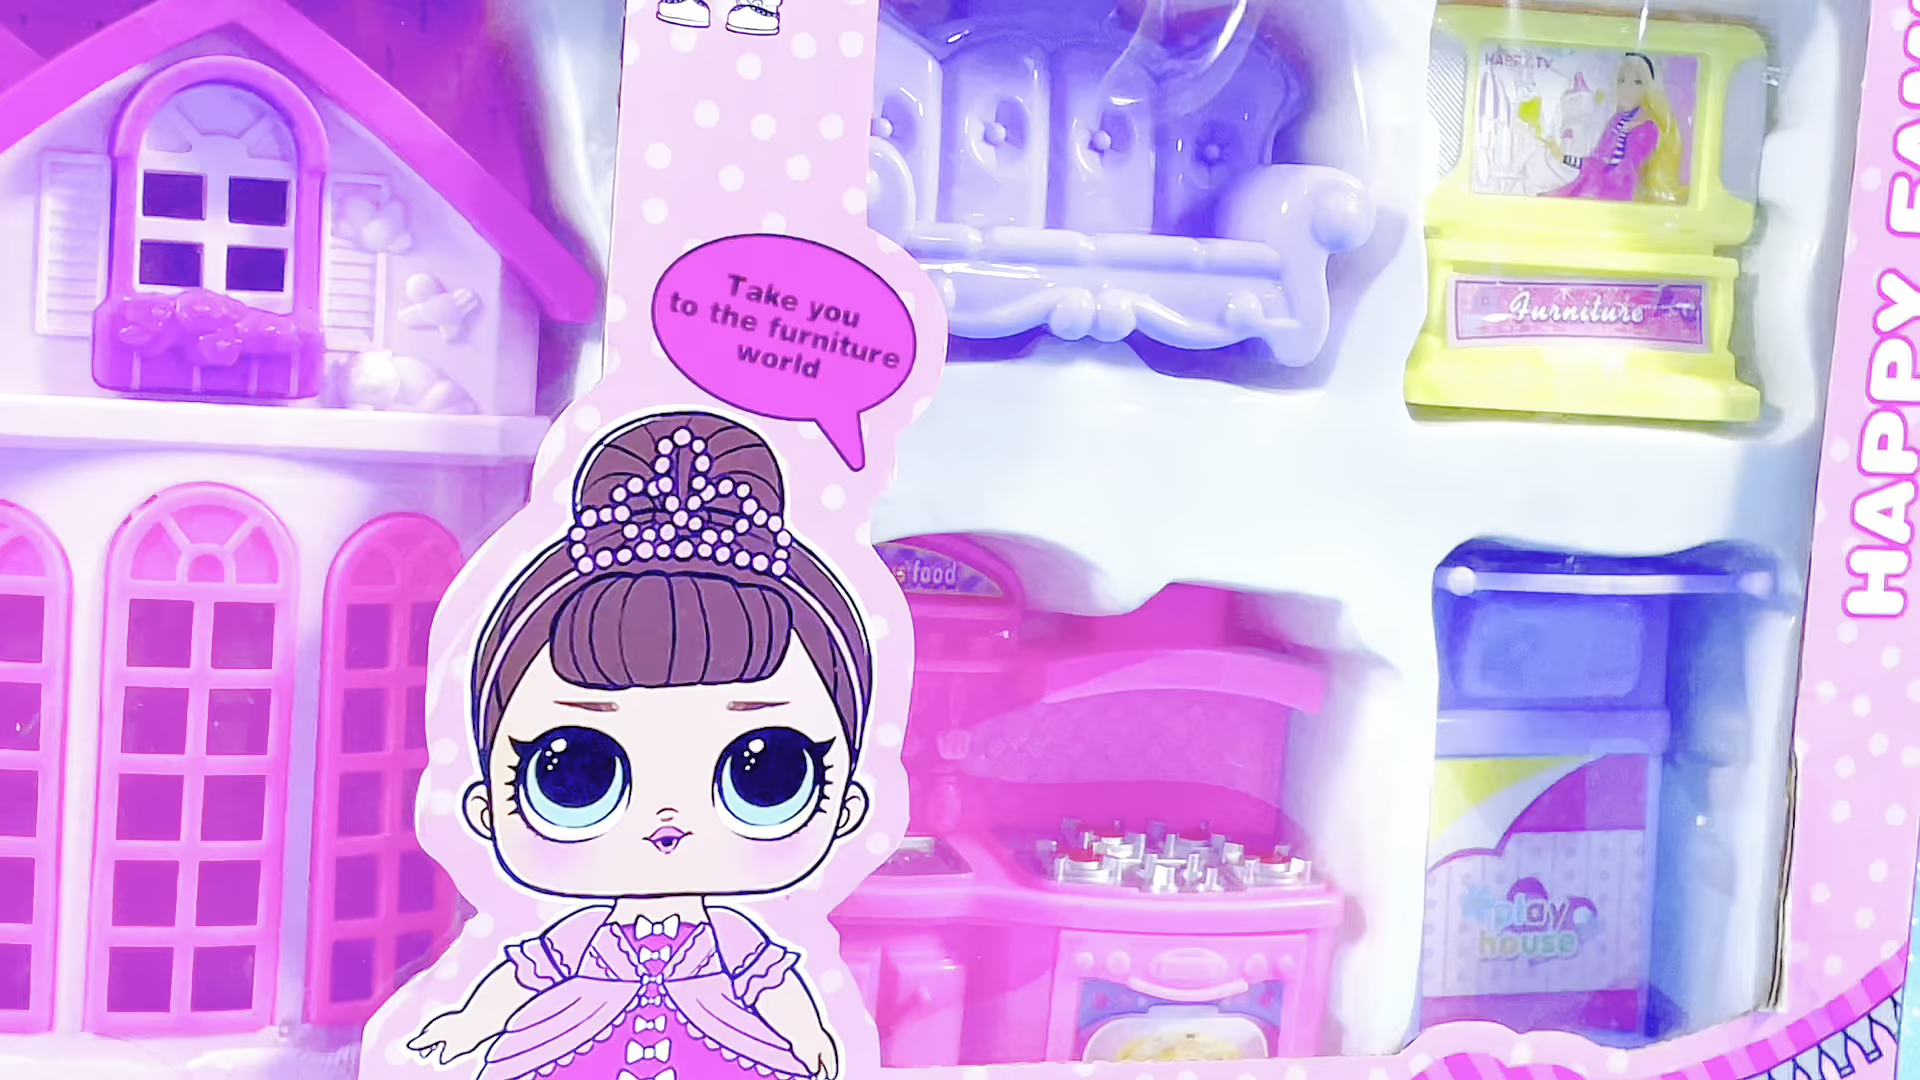 Take you
to the furniture
world
HAPPY TV
Furniture
food
play
house
HAPPY